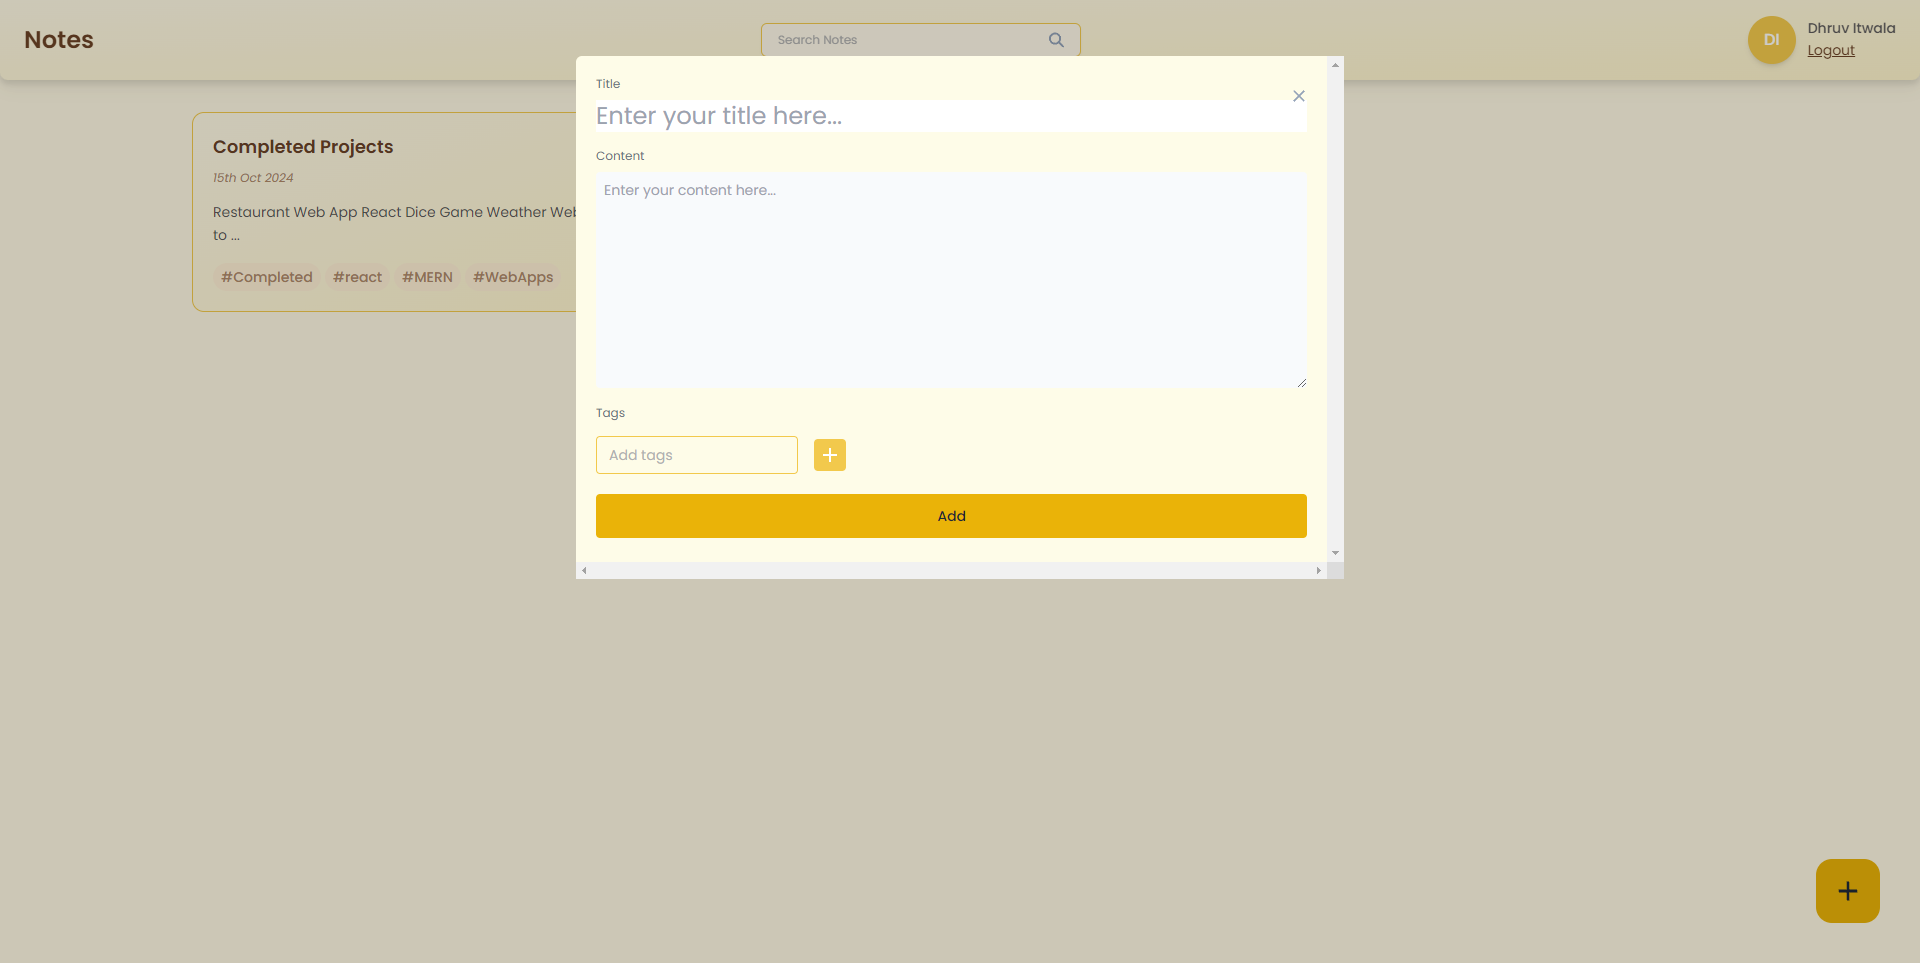 Notes
Search Notes
DI
Dhruv Itwala
Logout
Completed Projects
15th Oct 2024
Restaurant Web App React Dice Game Weather
to ...
#Completed #react #MERN #WebApps
Title
Enter your title here...
Content
Enter your content here...
Tags
Add tags
Add